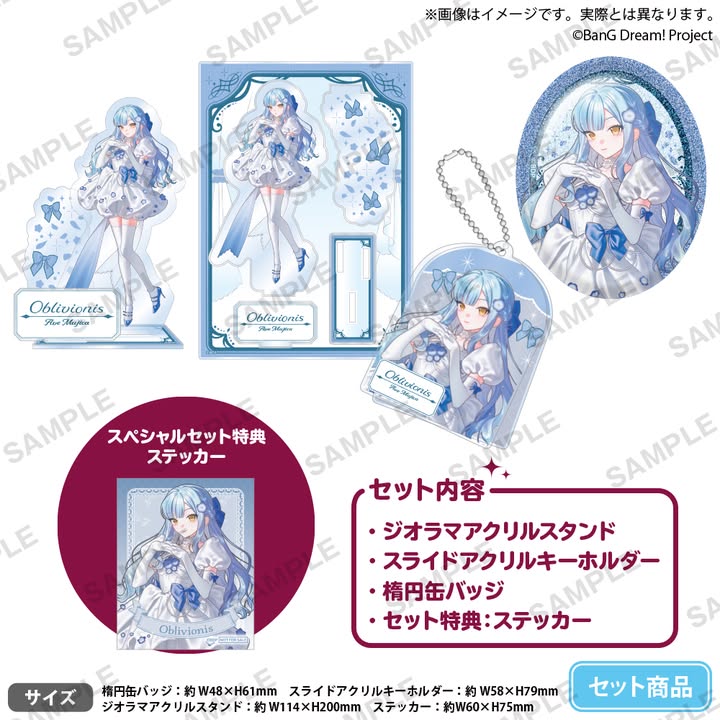 ※画像はイメージです。実際とは異なります。
©BanG Dream! Project
SAMPLE
Oblivionis
Ave Mujica
Oblivionis
Ave Mujica
Oblivionis
Ave Mujica
スペシャルセット特典
ステッカー
Oblivionis
NOT FOR SALE
セット内容
・ジオラマアクリルスタンド
・スライドアクリルキーホルダー
・楕円缶バッジ
・セット特典：ステッカー
サイズ
楕円缶バッジ：約 W48×H61mm　スライドアクリルキーホルダー：約 W58×H79mm
ジオラマアクリルスタンド：約 W114×H200mm　ステッカー：約W60×H75mm
セット商品